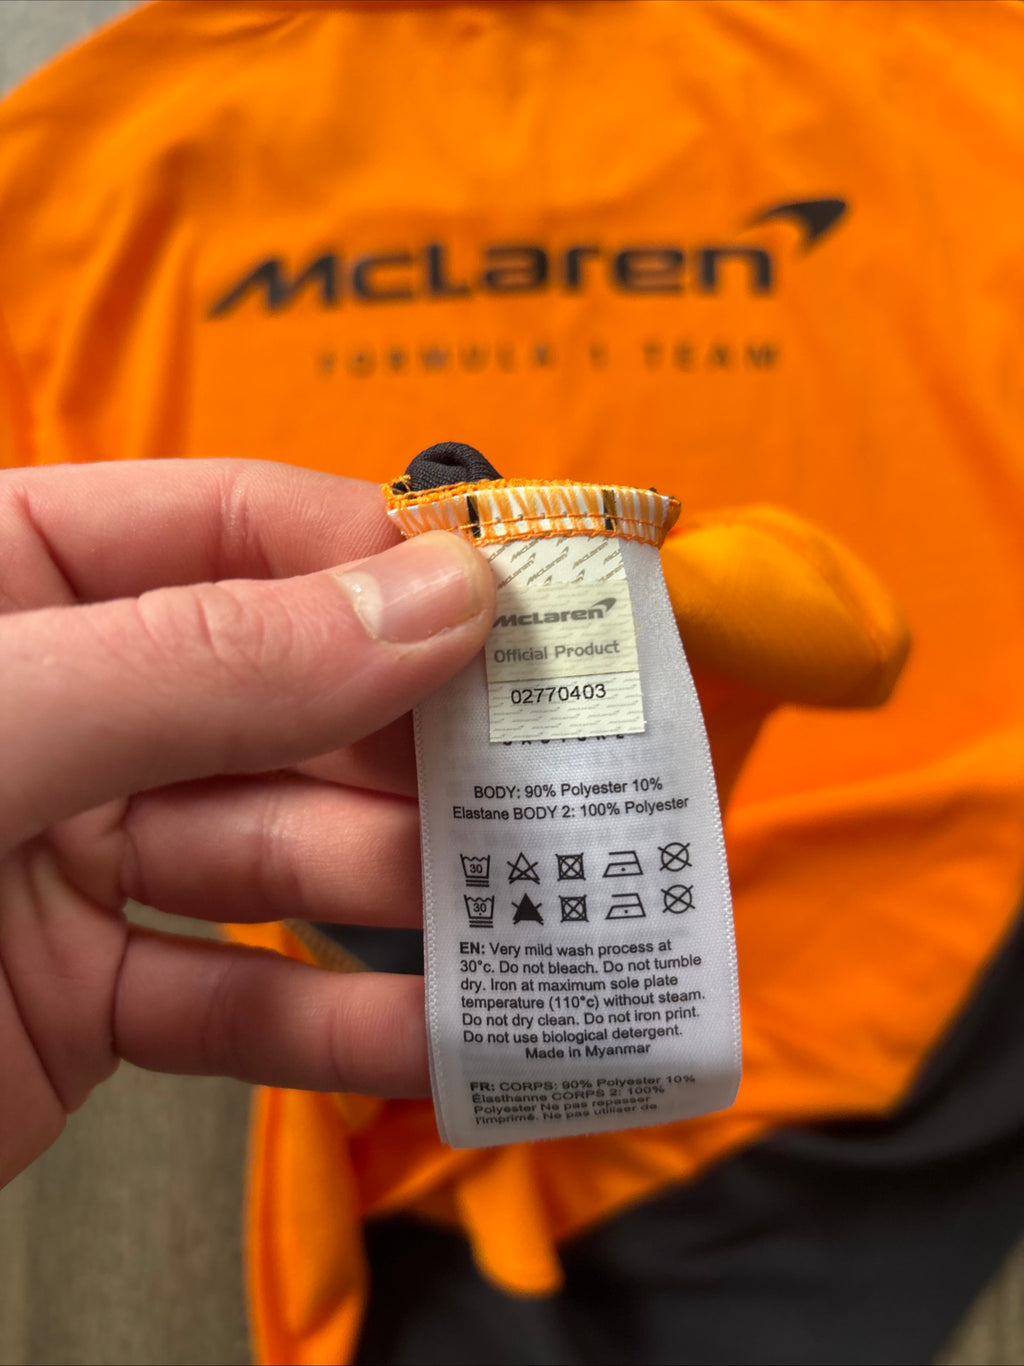 McLaren
FORMULA 1 TEAM
McLaren
McLaren
Official Product
02770403
BODY: 90% Polyester 10%
Elastane BODY 2: 100% Polyester
30
30
EN: Very mild wash process at
30°c. Do not bleach. Do not tumble
dry. Iron at maximum sole plate
temperature (110°c) without steam.
Do not dry clean. Do not iron print.
Do not use biological detergent.
Made in Myanmar
FR: CORPS: 90% Polyester 10%
Élasthanne CORPS 2: 100%
Polyester Ne pas repasser
l'imprimé. Ne pas utiliser de